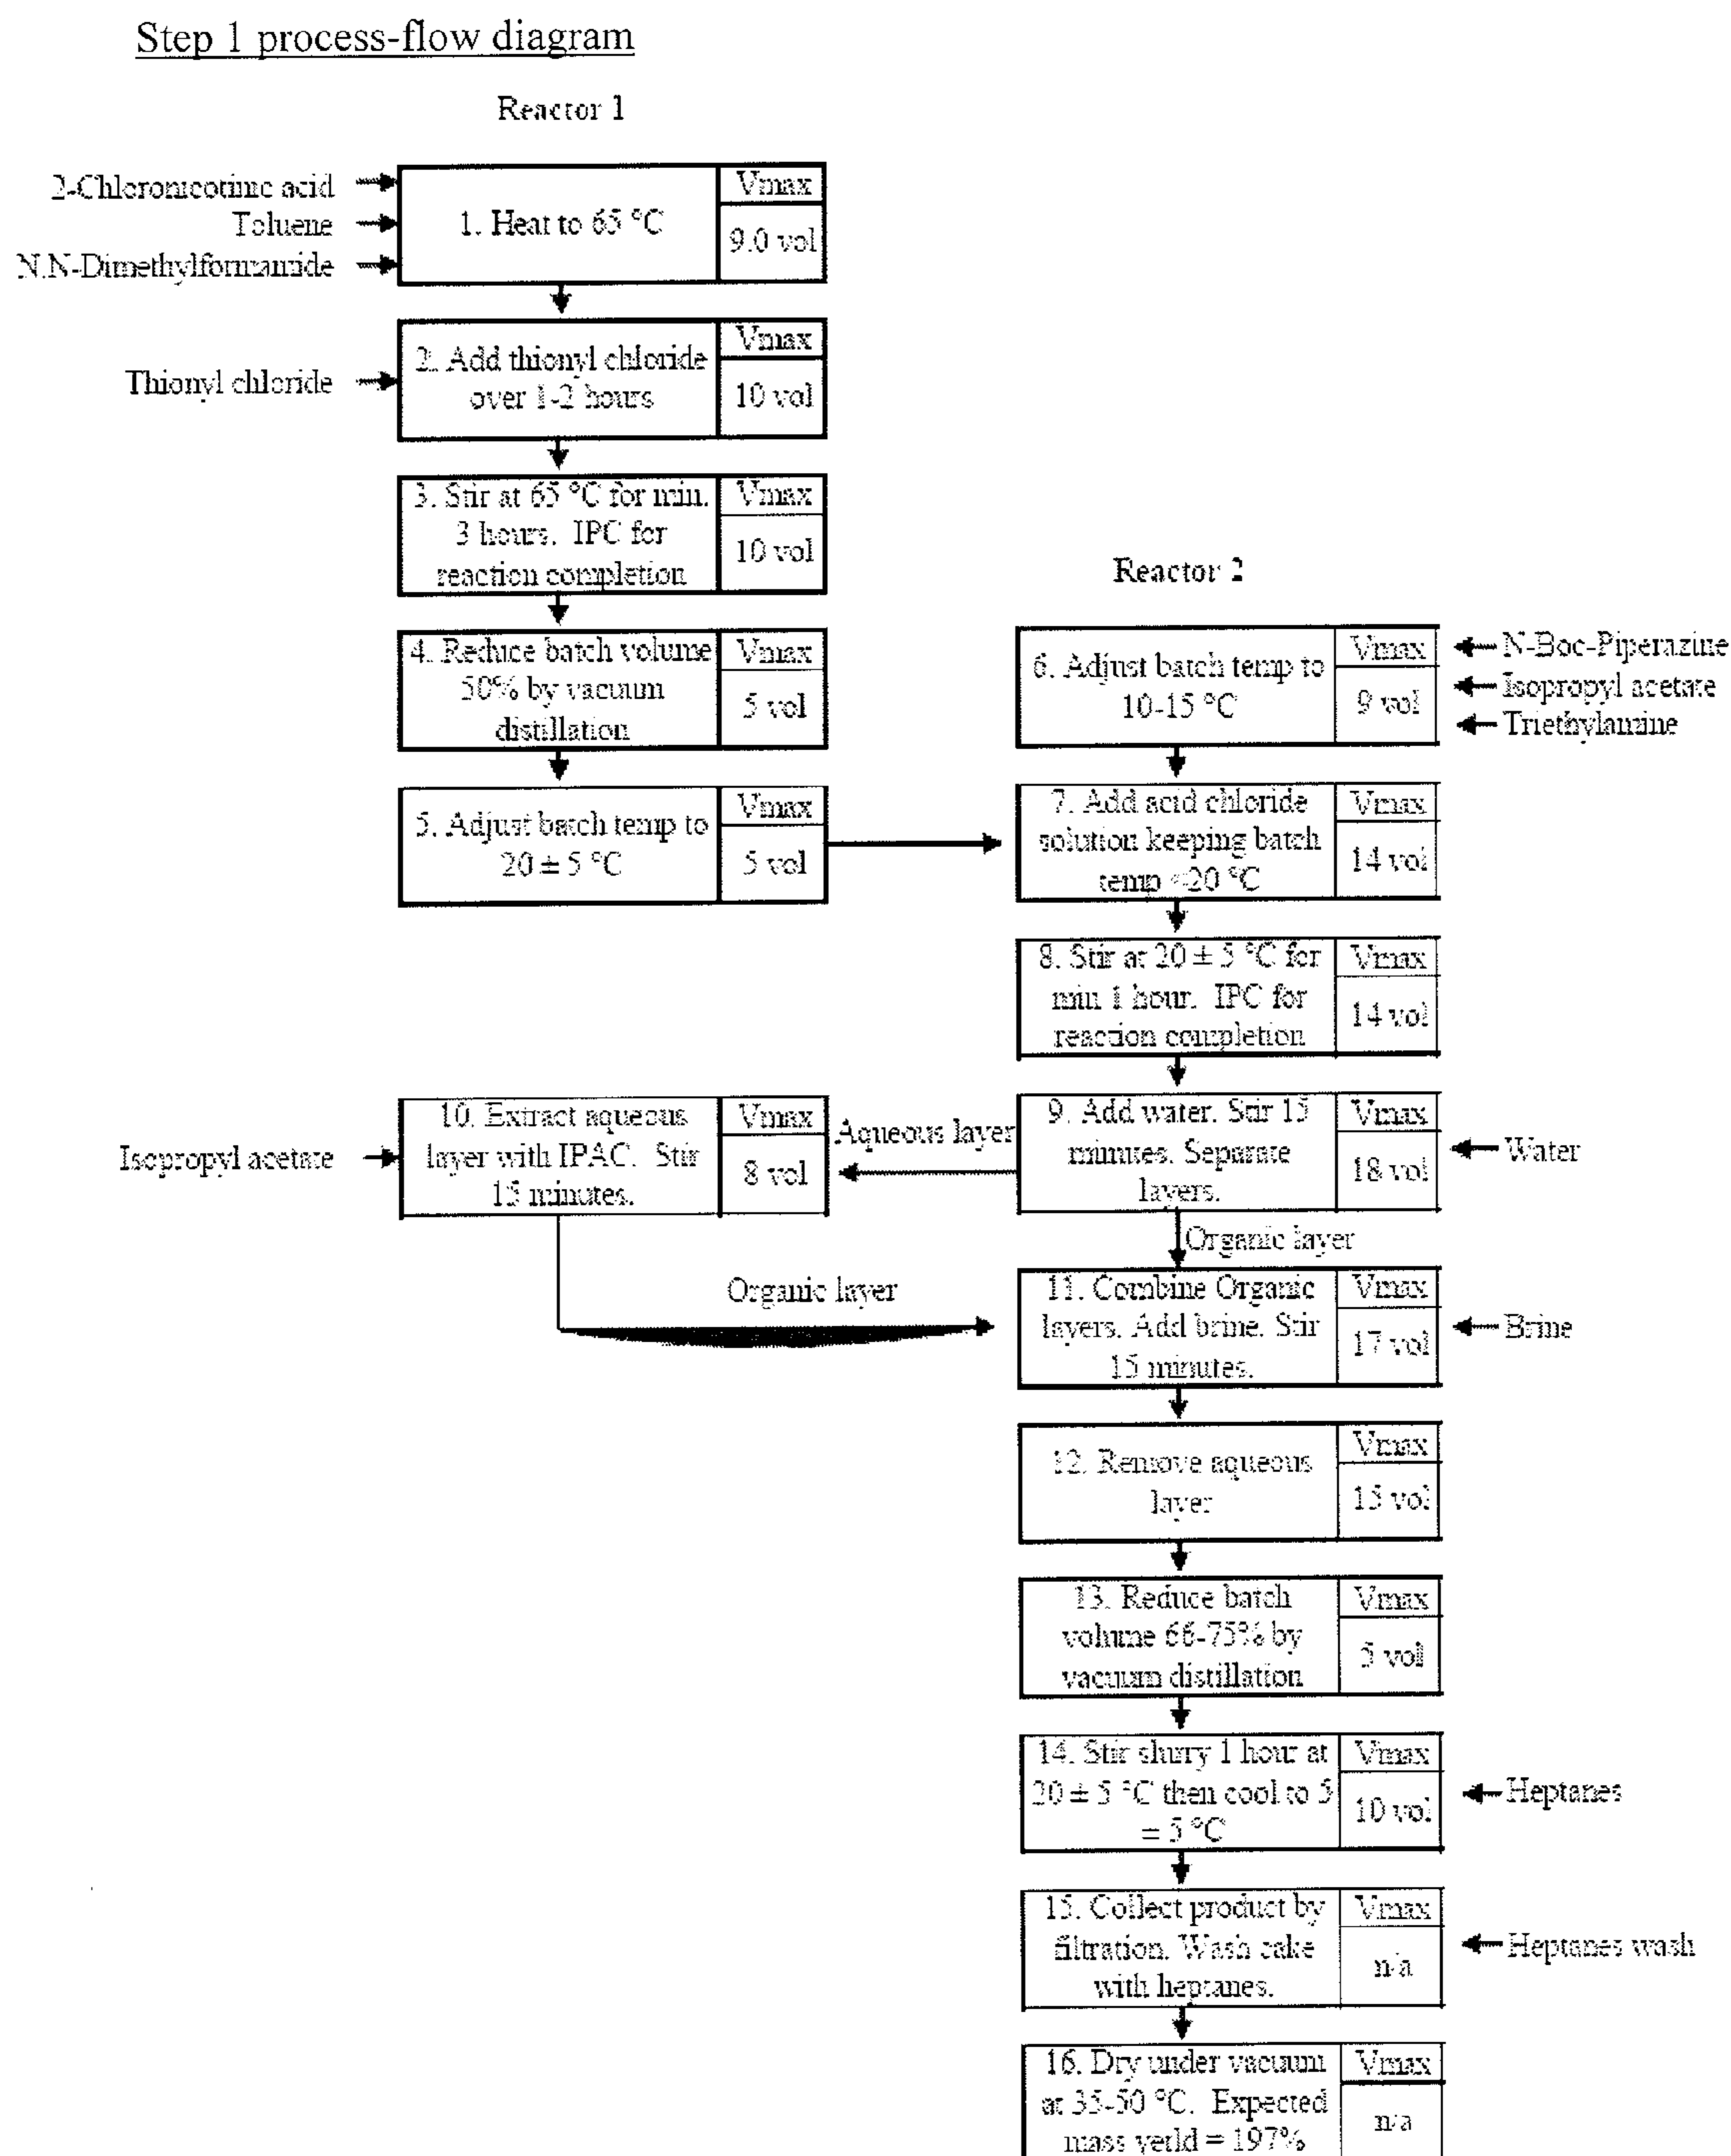 Step 1 process-flow diagram
Reactor 1
2-Chloronicotinic acid
Toluene
N,N-Dimethylformamide
1. Heat to 65 °C
Vmax
9.0 vol
Thionyl chloride
2. Add thionyl chloride
over 1-2 hours
Vmax
10 vol
3. Stir at 65 °C for min.
3 hours. IPC for
reaction completion
Vmax
10 vol
4. Reduce batch volume
50% by vacuum
distillation
Vmax
5 vol
5. Adjust batch temp to
20 ± 5 °C
Vmax
5 vol
Reactor 2
6. Adjust batch temp to
10-15 °C
Vmax
9 vol
N-Boc-Piperazine
Isopropyl acetate
Triethylamine
7. Add acid chloride
solution keeping batch
temp <20 °C
Vmax
14 vol
8. Stir at 20 ± 5 °C for
min 1 hour. IPC for
reaction completion
Vmax
14 vol
9. Add water. Stir 15
minutes. Separate
layers.
Vmax
18 vol
Water
Aqueous layer
Isopropyl acetate
10. Extract aqueous
layer with IPAC. Stir
15 minutes.
Vmax
8 vol
Organic layer
Organic layer
11. Combine Organic
layers. Add brine. Stir
15 minutes.
Vmax
17 vol
Brine
12. Remove aqueous
layer
Vmax
15 vol
13. Reduce batch
volume 66-75% by
vacuum distillation
Vmax
5 vol
14. Stir slurry 1 hour at
20 ± 5 °C then cool to 5
± 5 °C
Vmax
10 vol
Heptanes
15. Collect product by
filtration. Wash cake
with heptanes.
Vmax
n/a
Heptanes wash
16. Dry under vacuum
at 35-50 °C. Expected
mass yeild = 197%
Vmax
n/a